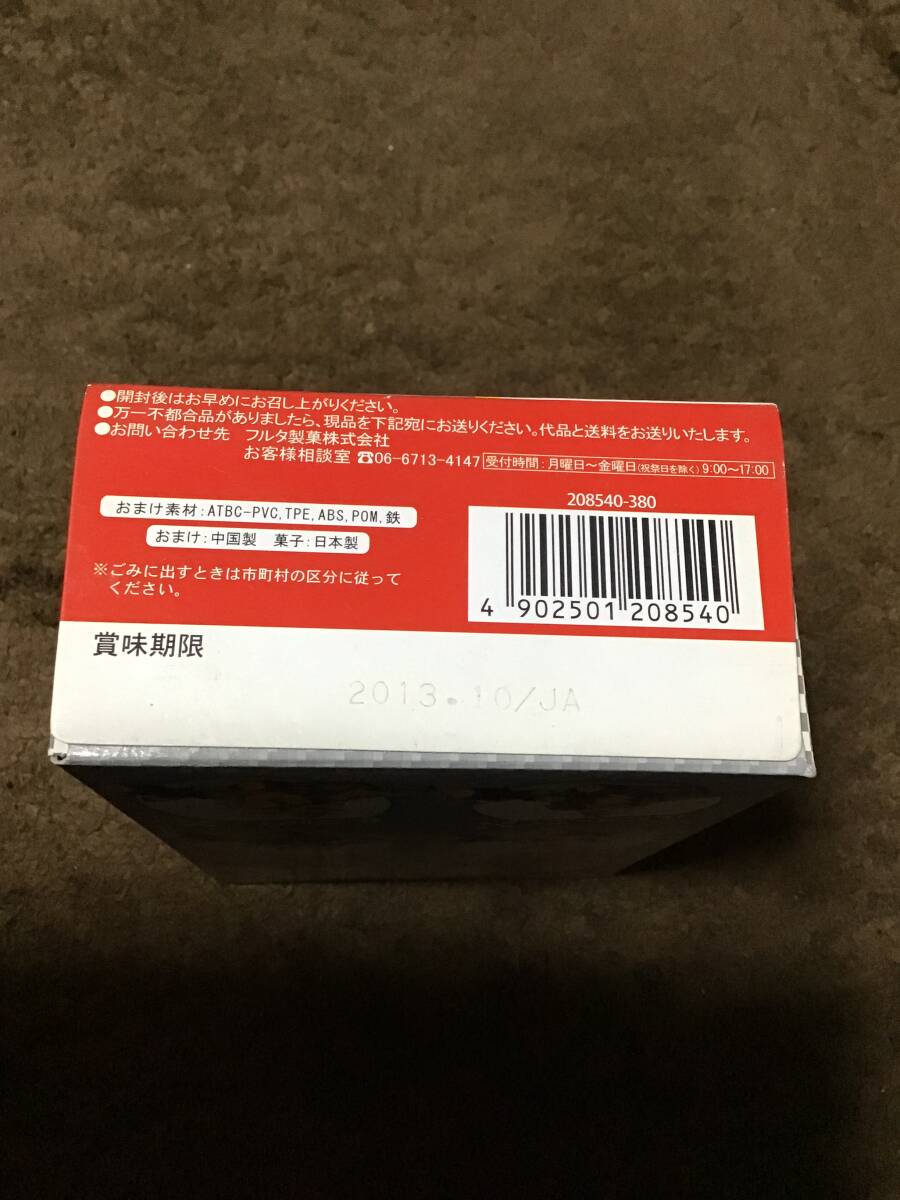 ●開封後はお早めにお召し上がりください。
●万一不都合品がありましたら、現品を下記宛にお送りください。代品と送料をお送りいたします。
●お問い合わせ先　フルタ製菓株式会社
お客様相談室 ☎06-6713-4147 受付時間：月曜日～金曜日(祝祭日を除く)9:00～17:00
おまけ素材：ATBC-PVC,TPE,ABS,POM,鉄
おまけ：中国製　菓子：日本製
※ごみに出すときは市町村の区分に従って
ください。
208540-380
4 902501 208540
賞味期限
2013.10/JA